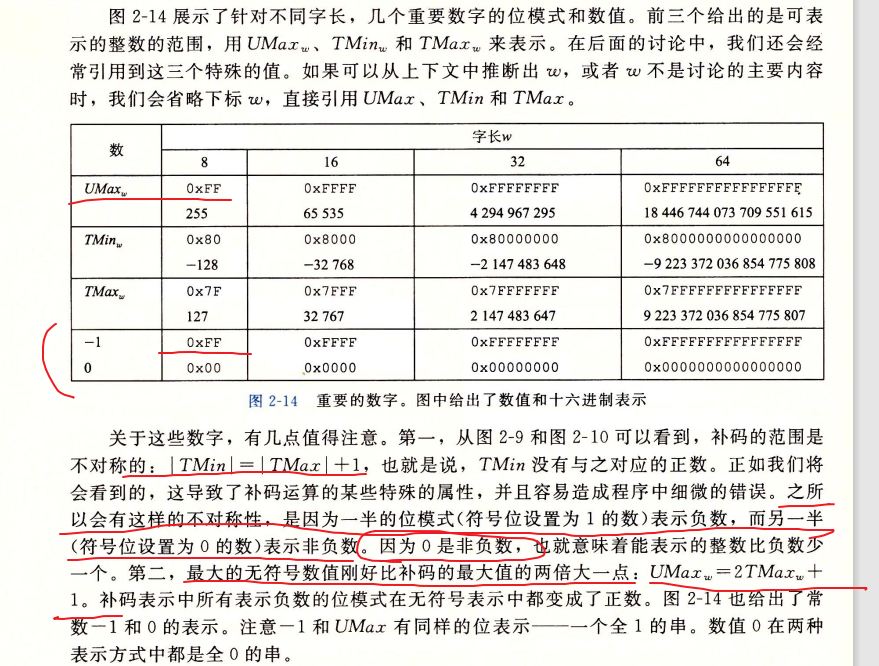 图 2-14 展示了针对不同字长，几个重要数字的位模式和数值。前三个给出的是可表
示的整数的范围，用 UMaxw、TMinw 和 TMaxw 来表示。在后面的讨论中，我们还会经
常引用到这三个特殊的值。如果可以从上下文中推断出 w，或者 w 不是讨论的主要内容
时，我们会省略下标 w，直接引用 UMax、TMin 和 TMax。
数 字长w
8 16 32 64
UMaxw 0xFF 0xFFFF 0xFFFFFFFF 0xFFFFFFFFFFFFFFFF
255 65 535 4 294 967 295 18 446 744 073 709 551 615
TMinw 0x80 0x8000 0x80000000 0x8000000000000000
−128 −32 768 −2 147 483 648 −9 223 372 036 854 775 808
TMaxw 0x7F 0x7FFF 0x7FFFFFFF 0x7FFFFFFFFFFFFFFF
127 32 767 2 147 483 647 9 223 372 036 854 775 807
−1 0xFF 0xFFFF 0xFFFFFFFF 0xFFFFFFFFFFFFFFFF
0 0x00 0x0000 0x00000000 0x0000000000000000
图 2-14 重要的数字。图中给出了数值和十六进制表示
关于这些数字，有几点值得注意。第一，从图 2-9 和图 2-10 可以看到，补码的范围是
不对称的：|TMin|=|TMax|+1，也就是说，TMin 没有与之对应的正数。正如我们将
会看到的，这导致了补码运算的某些特殊的属性，并且容易造成程序中细微的错误。之所
以会有这样的不对称性，是因为一半的位模式(符号位设置为 1 的数)表示负数，而另一半
(符号位设置为 0 的数)表示非负数。因为 0 是非负数，也就意味着能表示的整数比负数少
一个。第二，最大的无符号数值刚好比补码的最大值的两倍大一点：UMaxw=2TMaxw+
1。补码表示中所有表示负数的位模式在无符号表示中都变成了正数。图 2-14 也给出了常
数−1 和 0 的表示。注意−1 和 UMax 有同样的位表示——一个全 1 的串。数值 0 在两种
表示方式中都是全 0 的串。